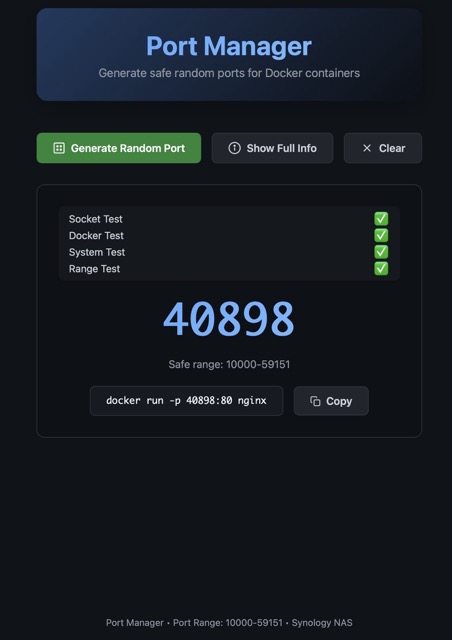 Port Manager
Generate safe random ports for Docker containers
Generate Random Port
Show Full Info
Clear
Socket Test
Docker Test
System Test
Range Test
40898
Safe range: 10000-59151
docker run -p 40898:80 nginx
Copy
Port Manager • Port Range: 10000-59151 • Synology NAS